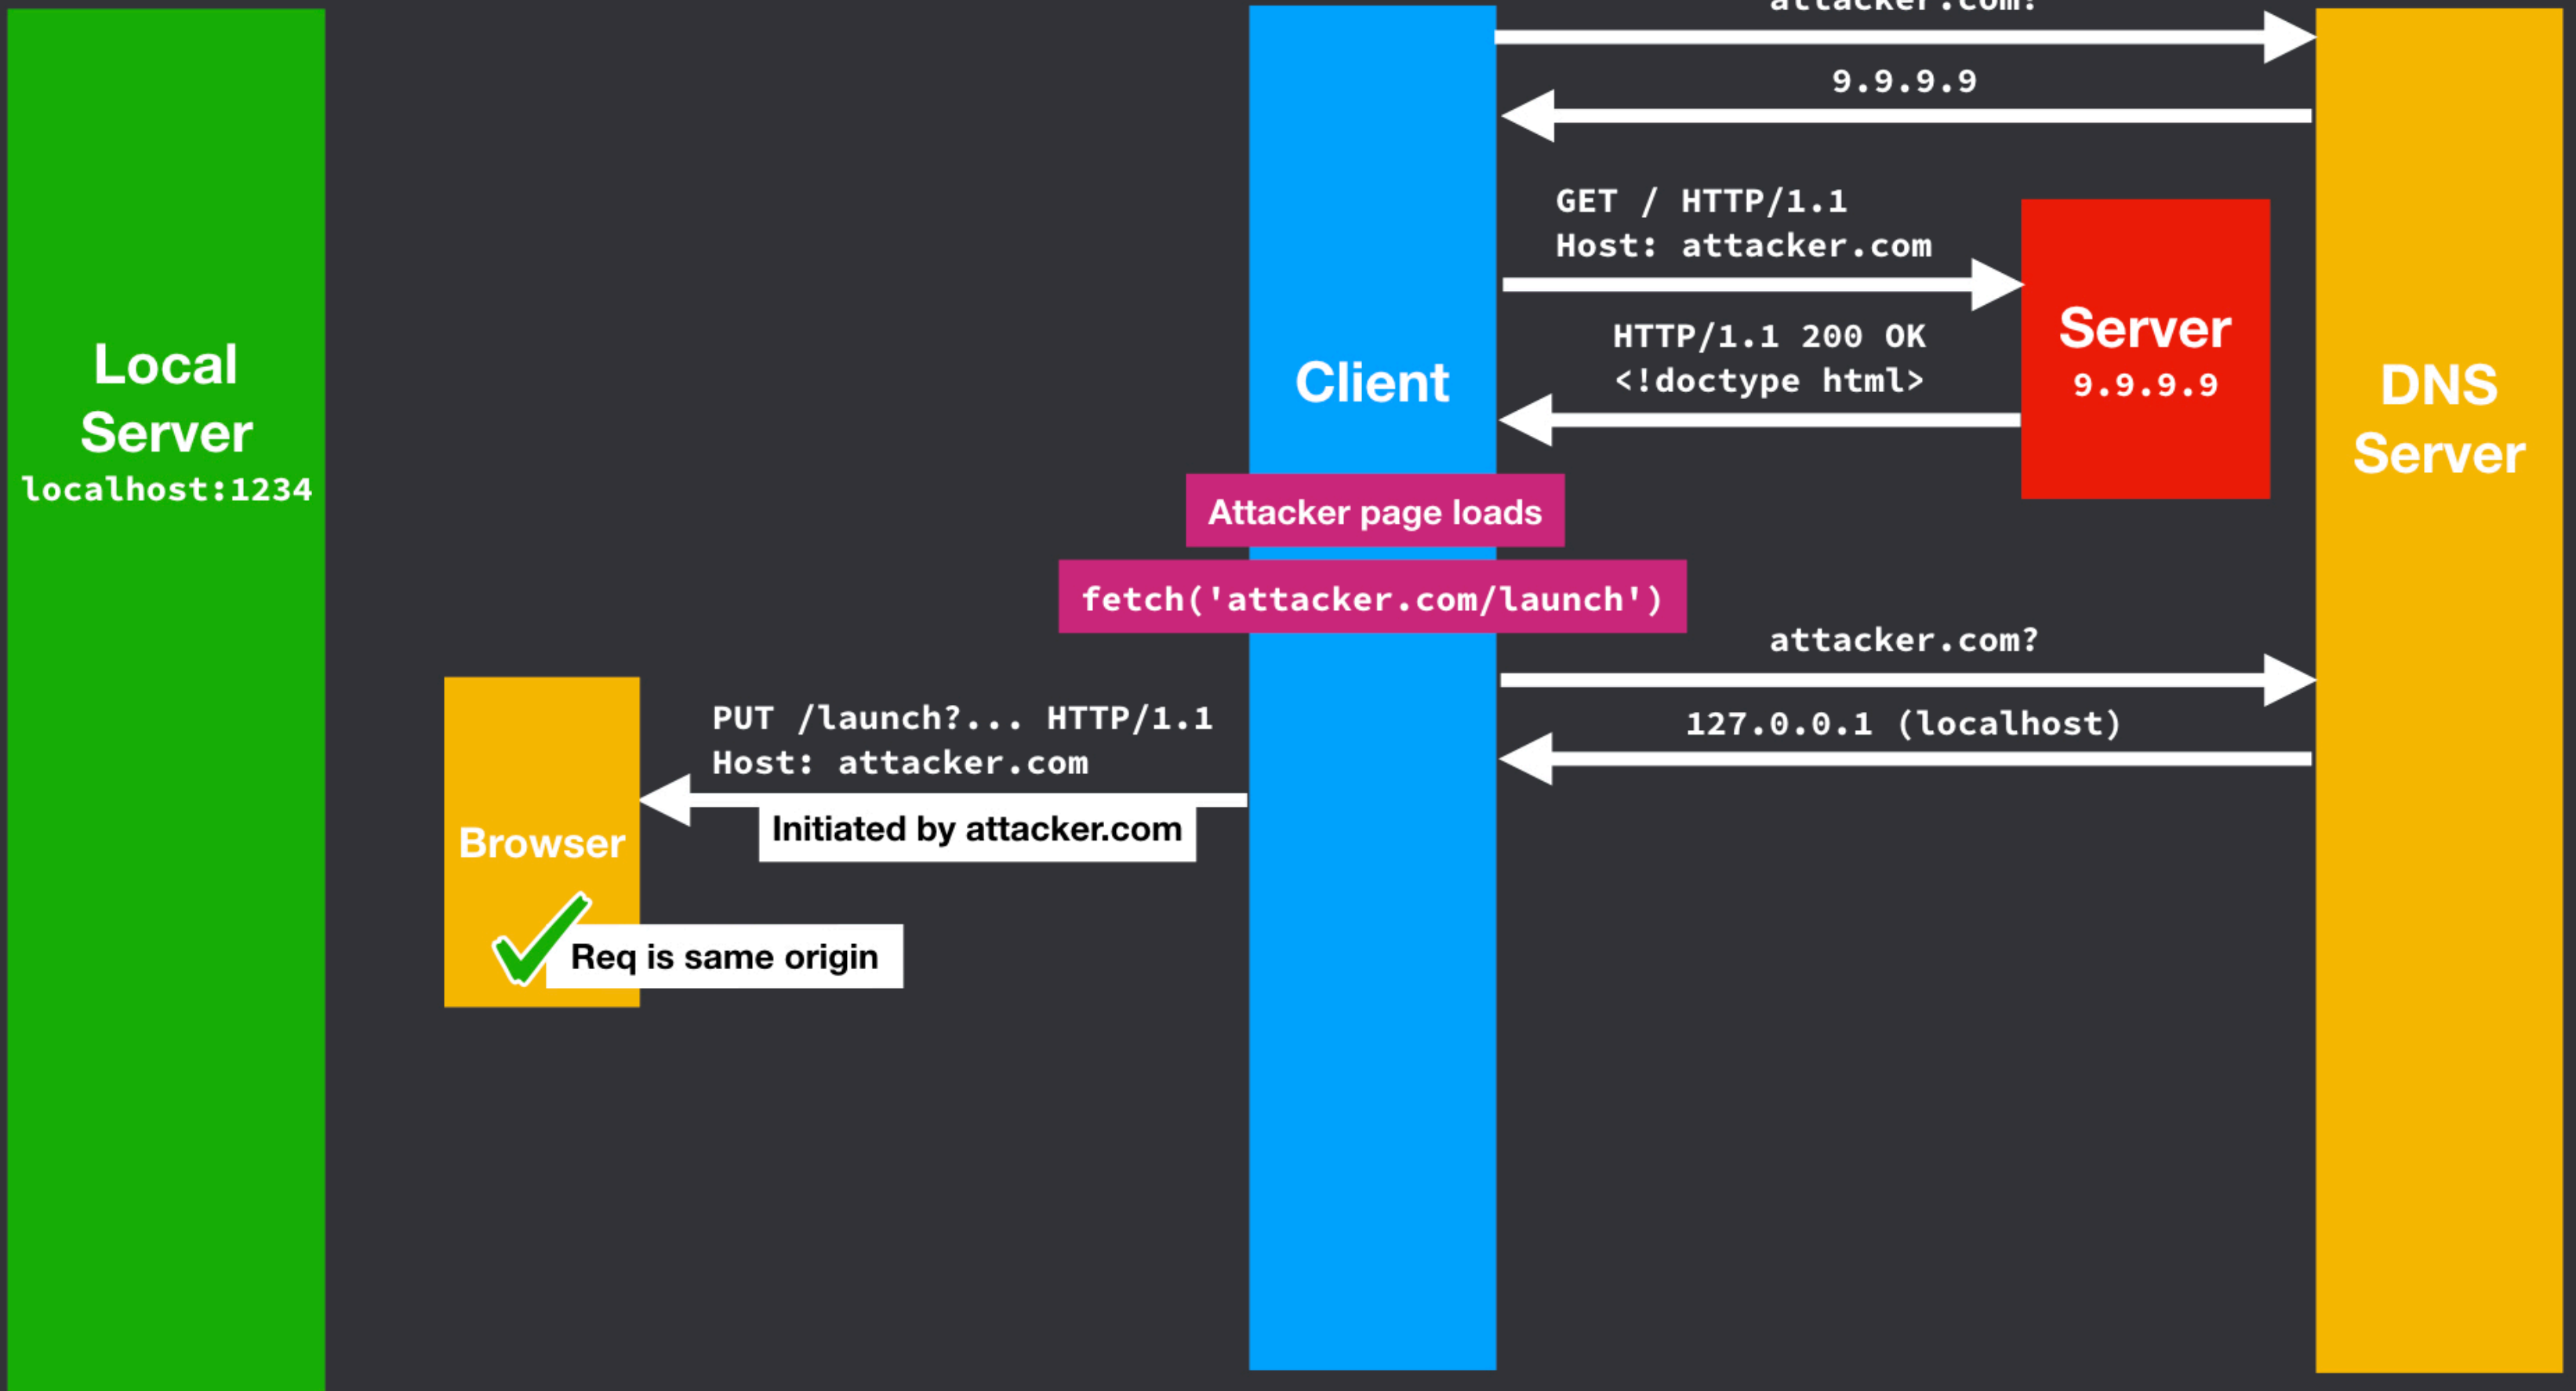 attacker.com?
9.9.9.9
GET / HTTP/1.1
Host: attacker.com
HTTP/1.1 200 OK
<!doctype html>
Server
9.9.9.9
Local
Server
localhost:1234
Client
DNS
Server
Attacker page loads
fetch('attacker.com/launch')
attacker.com?
127.0.0.1 (localhost)
PUT /launch?... HTTP/1.1
Host: attacker.com
Initiated by attacker.com
Browser
Req is same origin